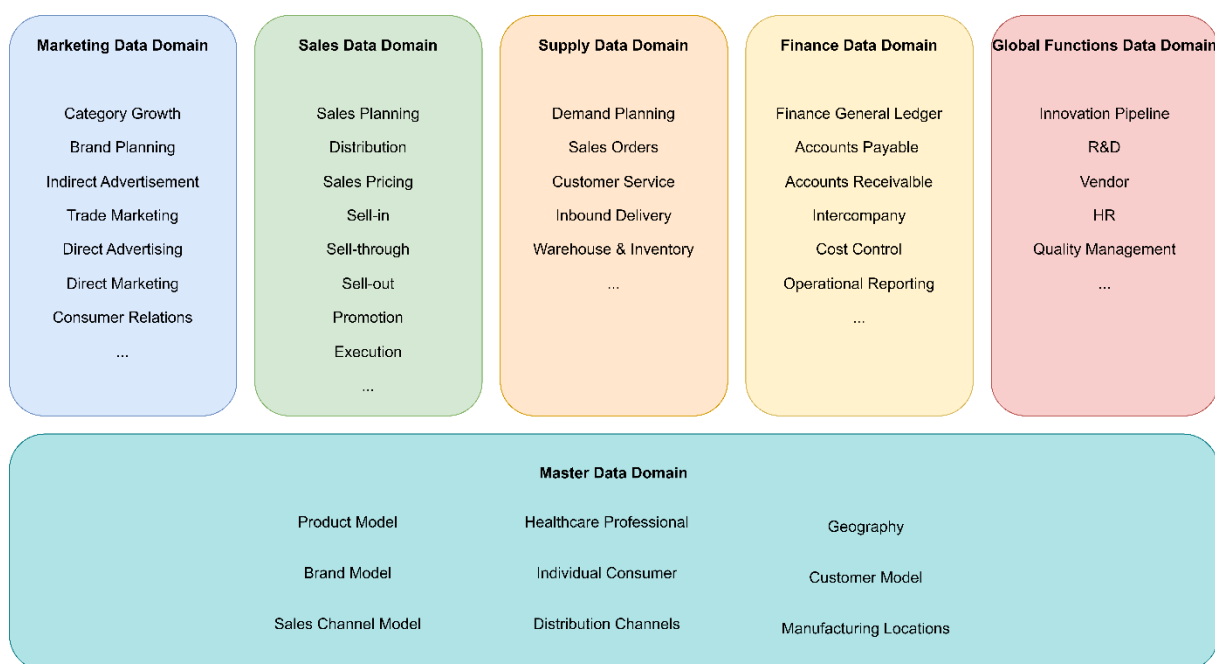 Marketing Data Domain
Category Growth
Brand Planning
Indirect Advertisement
Trade Marketing
Direct Advertising
Direct Marketing
Consumer Relations
...
Sales Data Domain
Sales Planning
Distribution
Sales Pricing
Sell-in
Sell-through
Sell-out
Promotion
Execution
...
Supply Data Domain
Demand Planning
Sales Orders
Customer Service
Inbound Delivery
Warehouse & Inventory
...
Finance Data Domain
Finance General Ledger
Accounts Payable
Accounts Receivalble
Intercompany
Cost Control
Operational Reporting
...
Global Functions Data Domain
Innovation Pipeline
R&D
Vendor
HR
Quality Management
...
Master Data Domain
Product Model
Brand Model
Sales Channel Model
Healthcare Professional
Individual Consumer
Distribution Channels
Geography
Customer Model
Manufacturing Locations